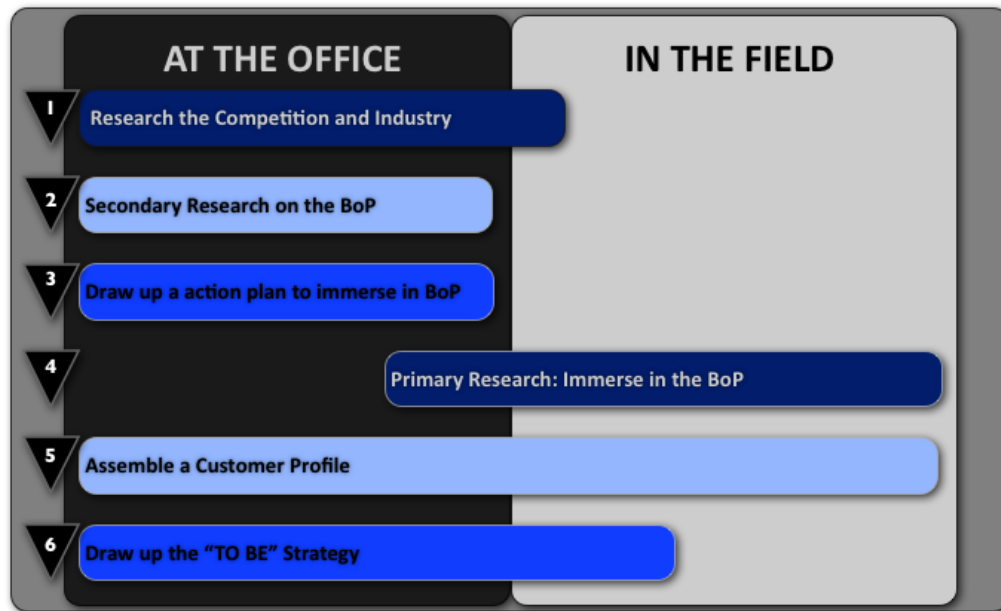 AT THE OFFICE
IN THE FIELD
1
Research the Competition and Industry
2
Secondary Research on the BoP
3
Draw up a action plan to immerse in BoP
4
Primary Research: Immerse in the BoP
5
Assemble a Customer Profile
6
Draw up the “TO BE” Strategy